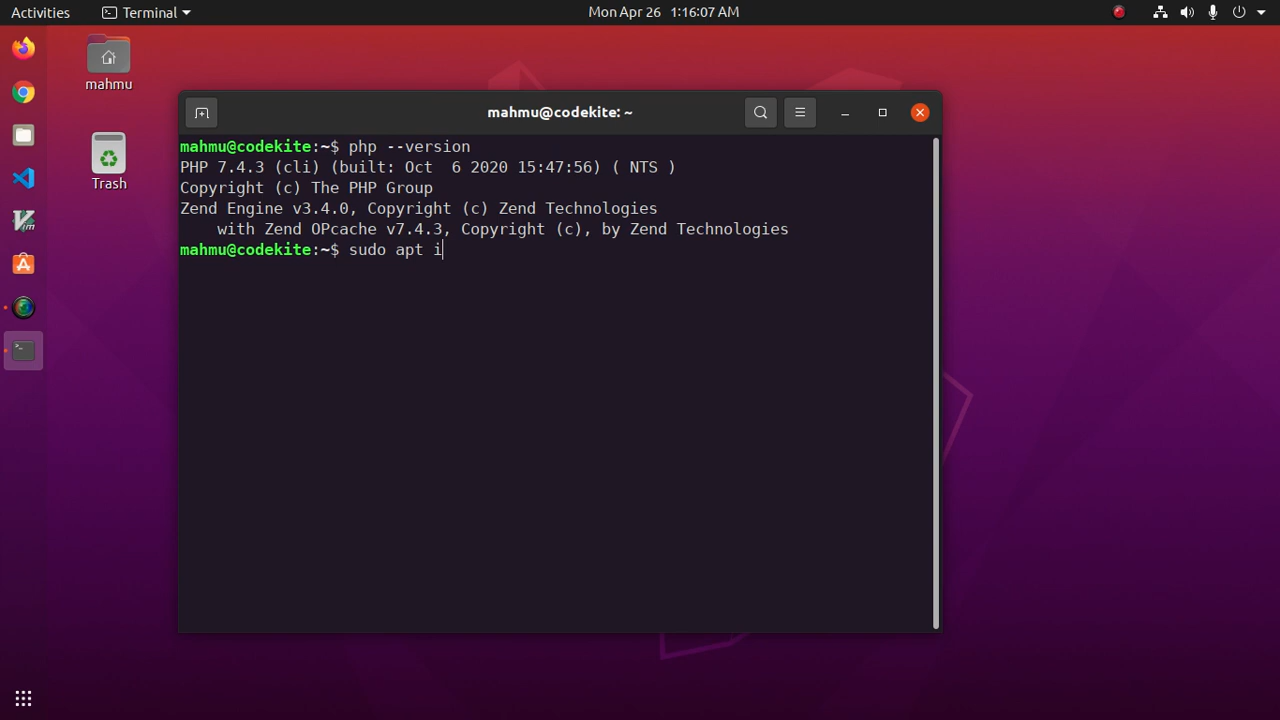 Activities
Terminal
Mon Apr 26 1:16:07 AM
mahmu
Trash
mahmu@codekite: ~
mahmu@codekite:~$ php --version
PHP 7.4.3 (cli) (built: Oct  6 2020 15:47:56) ( NTS )
Copyright (c) The PHP Group
Zend Engine v3.4.0, Copyright (c) Zend Technologies
    with Zend OPcache v7.4.3, Copyright (c), by Zend Technologies
mahmu@codekite:~$ sudo apt i